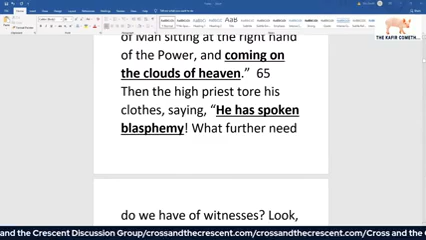 THE KAFIR COMETH...
of Man sitting at the right hand
of the Power, and coming on
the clouds of heaven.” 65
Then the high priest tore his
clothes, saying, “He has spoken
blasphemy! What further need
do we have of witnesses? Look,
and the Crescent Discussion Group/crossandthecrescent.com/crossandthecrescent.com/Cross and the C